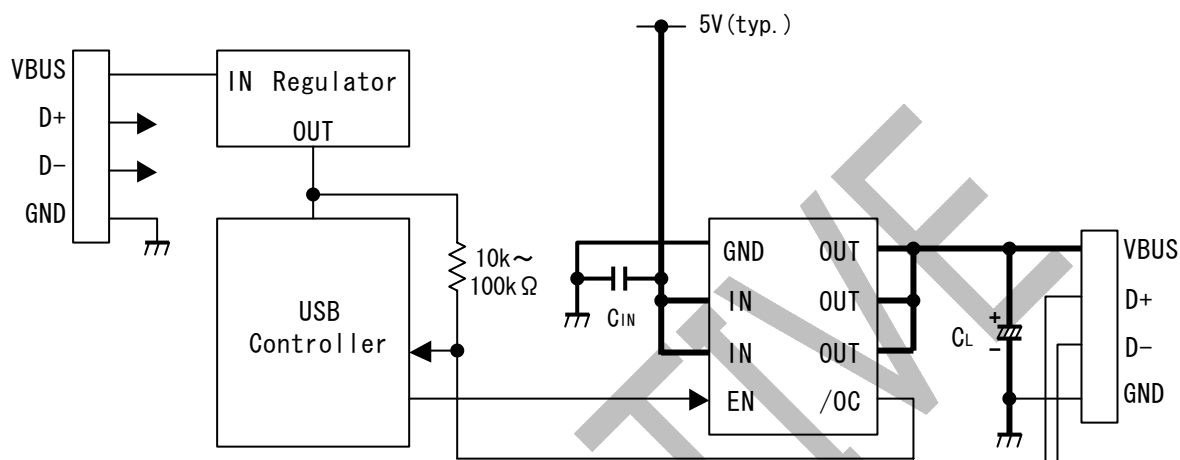 5V(typ.)
VBUS
D+
D-
GND
IN Regulator
OUT
10k~
100kΩ
USB
Controller
CIN
GND OUT
IN OUT
IN OUT
EN /OC
+
CL
-
VBUS
D+
D-
GND
TIVE